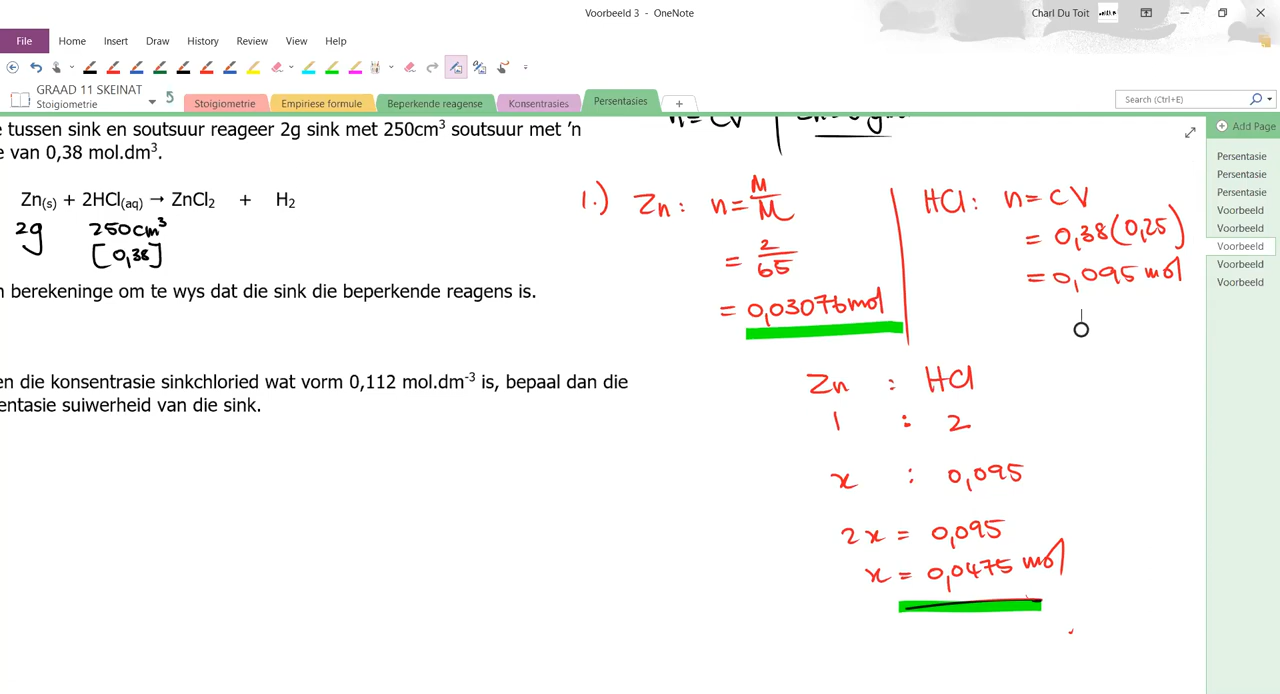 Voorbeeld 3 - OneNote
Charl Du Toit
File Home Insert Draw History Review View Help
GRAAD 11 SKEINAT
Stoigiometrie
Stoigiometrie Empiriese formule Beperkende reagense Konsentrasies Persentasies +
Search (Ctrl+E)
Add Page
Persentasie
Persentasie
Persentasie
Voorbeeld
Voorbeeld
Voorbeeld
Voorbeeld
Voorbeeld
e tussen sink en soutsuur reageer 2g sink met 250cm³ soutsuur met 'n
e van 0,38 mol.dm³.
n = CV
Zn(s) + 2HCl(aq) → ZnCl₂ + H₂
2g 250cm³
[0,38]
n berekeninge om te wys dat die sink die beperkende reagens is.
en die konsentrasie sinkchloried wat vorm 0,112 mol.dm⁻³ is, bepaal dan die
entasie suiwerheid van die sink.
1.) Zn: n = M/M
= 2/65
= 0,03076 mol
HCl: n = CV
= 0,38(0,25)
= 0,095 mol
Zn : HCl
1 : 2
x : 0,095
2x = 0,095
x = 0,0475 mol